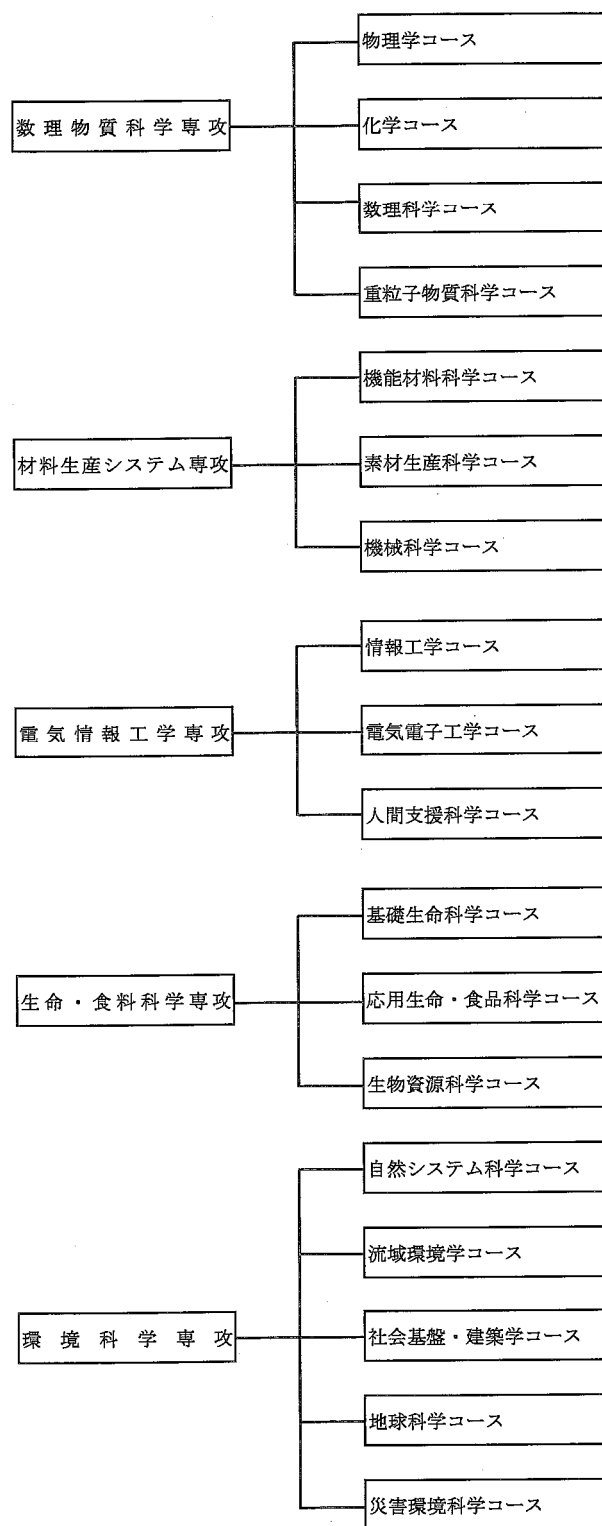 数理物質科学専攻
物理学コース
化学コース
数理科学コース
重粒子物質科学コース
材料生産システム専攻
機能材料科学コース
素材生産科学コース
機械科学コース
電気情報工学専攻
情報工学コース
電気電子工学コース
人間支援科学コース
生命・食料科学専攻
基礎生命科学コース
応用生命・食品科学コース
生物資源科学コース
環境科学専攻
自然システム科学コース
流域環境学コース
社会基盤・建築学コース
地球科学コース
災害環境科学コース